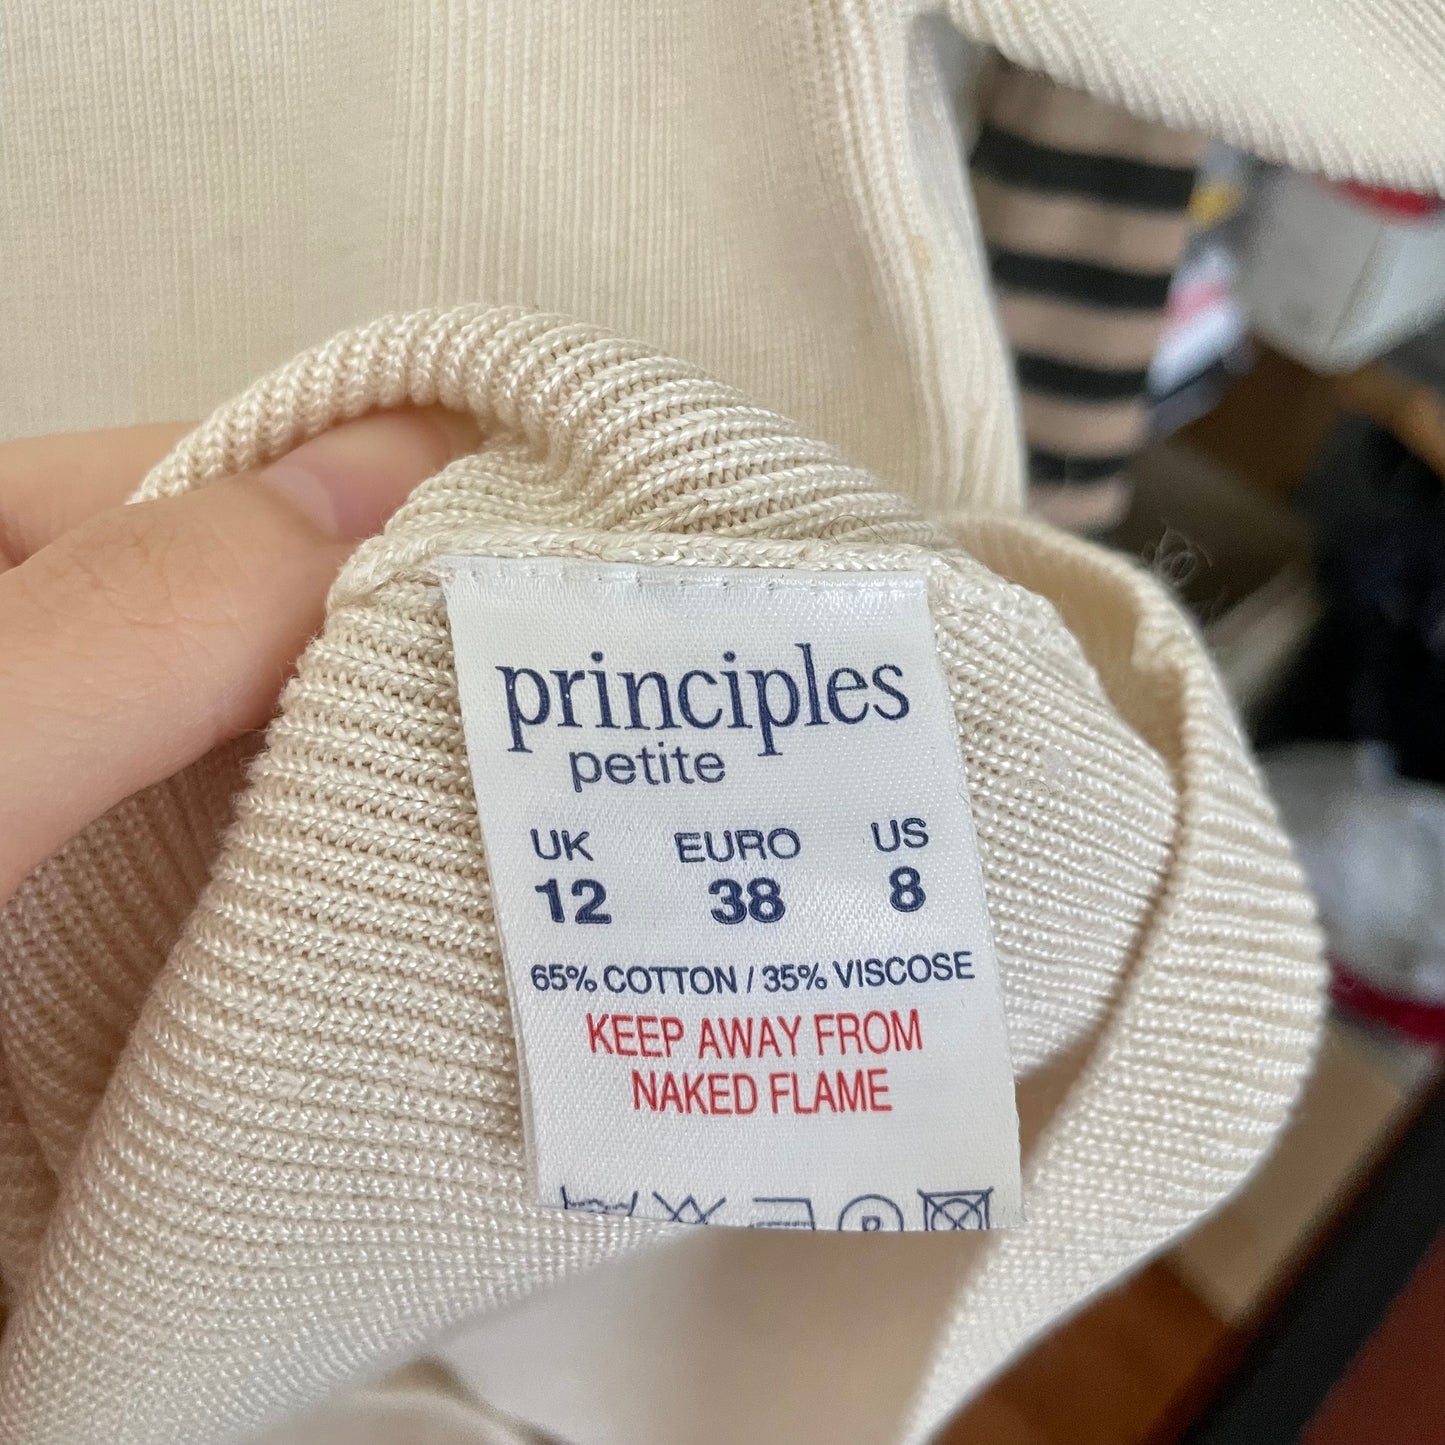 principles
petite
UK EURO US
12 38 8
65% COTTON / 35% VISCOSE
KEEP AWAY FROM
NAKED FLAME
P